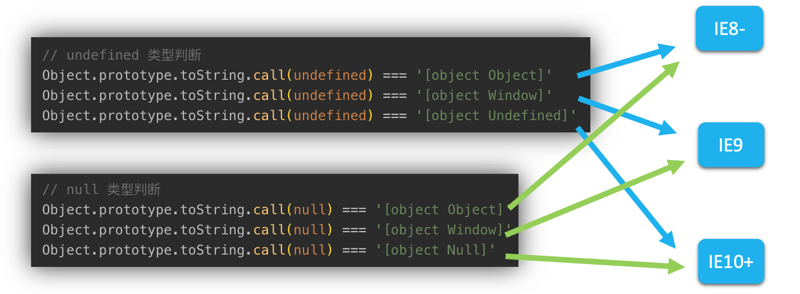 // undefined 类型判断
Object.prototype.toString.call(undefined) === '[object Object]'
Object.prototype.toString.call(undefined) === '[object Window]'
Object.prototype.toString.call(undefined) === '[object Undefined]'
// null 类型判断
Object.prototype.toString.call(null) === '[object Object]
Object.prototype.toString.call(null) === '[object Window]'
Object.prototype.toString.call(null) === '[object Null]'
IE8-
IE9
IE10+